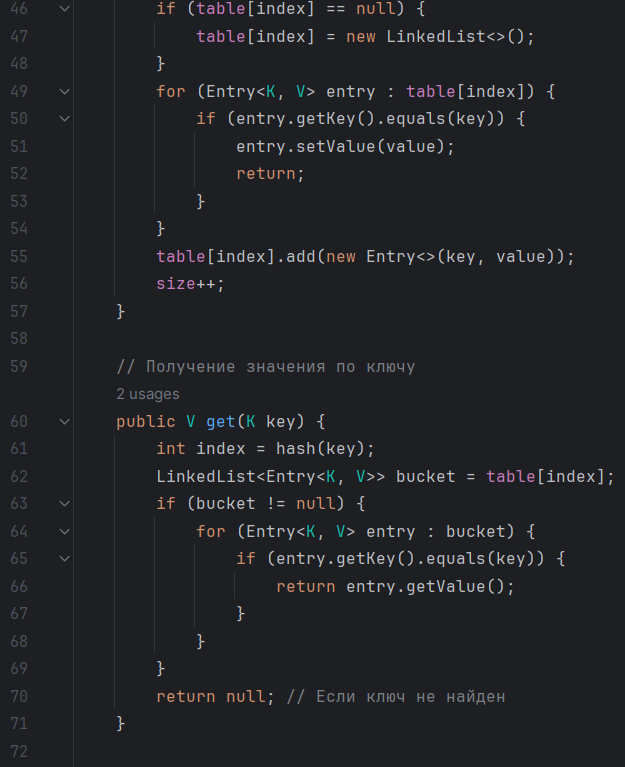 46 if (table[index] == null) {
47 table[index] = new LinkedList<>();
48 }
49 for (Entry<K, V> entry : table[index]) {
50 if (entry.getKey().equals(key)) {
51 entry.setValue(value);
52 return;
53 }
54 }
55 table[index].add(new Entry<>(key, value));
56 size++;
57 }
58
59 // Получение значения по ключу
2 usages
60 public V get(K key) {
61 int index = hash(key);
62 LinkedList<Entry<K, V>> bucket = table[index];
63 if (bucket != null) {
64 for (Entry<K, V> entry : bucket) {
65 if (entry.getKey().equals(key)) {
66 return entry.getValue();
67 }
68 }
69 }
70 return null; // Если ключ не найден
71 }
72